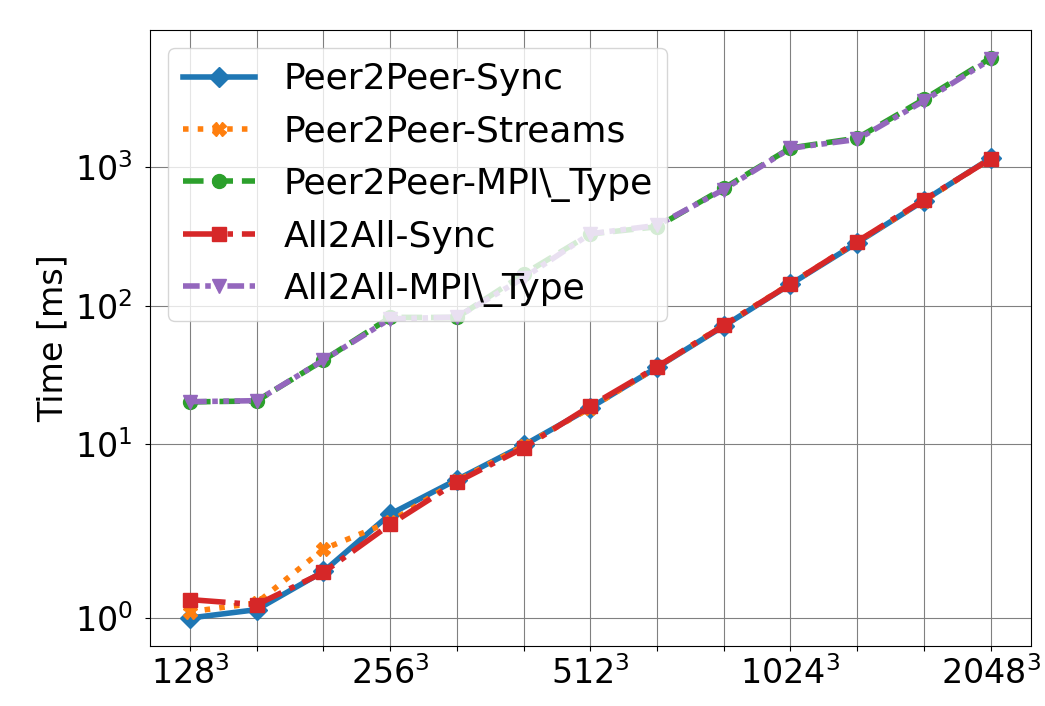 Peer2Peer-Sync
Peer2Peer-Streams
Peer2Peer-MPI\_Type
All2All-Sync
All2All-MPI\_Type
Time [ms]
10³
10²
10¹
10⁰
128³ 256³ 512³ 1024³ 2048³